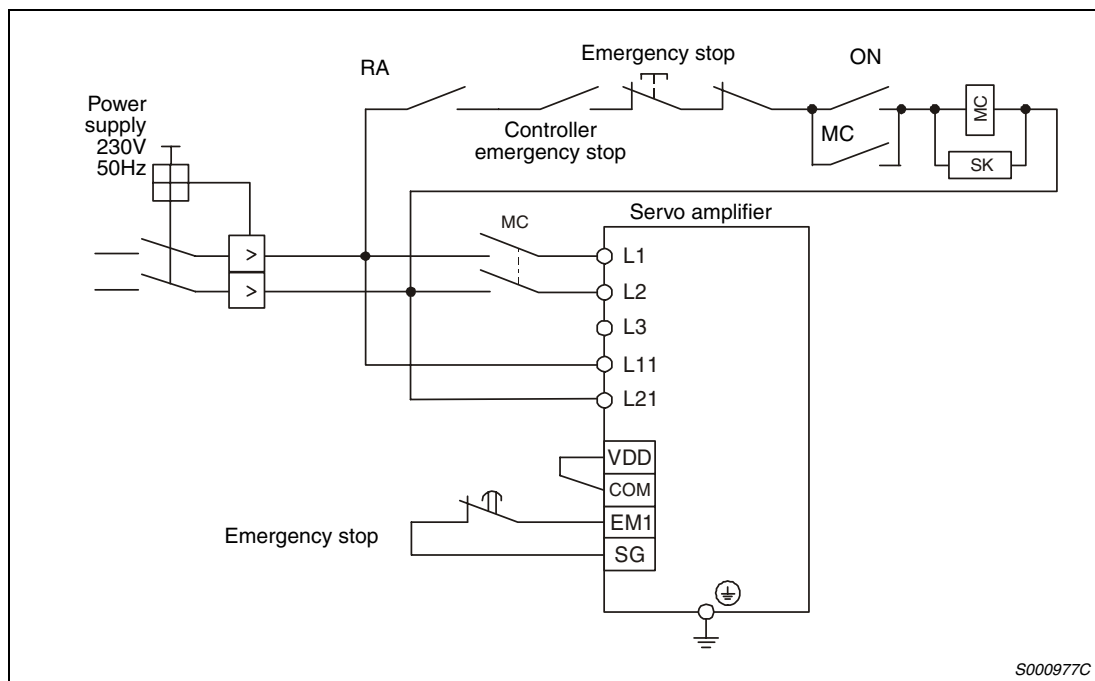 Emergency stop
ON
RA
Power
supply
230V
50Hz
Controller
emergency stop
MC
MC
SK
Servo amplifier
MC
>
>
L1
L2
L3
L11
L21
VDD
COM
EM1
SG
Emergency stop
S000977C